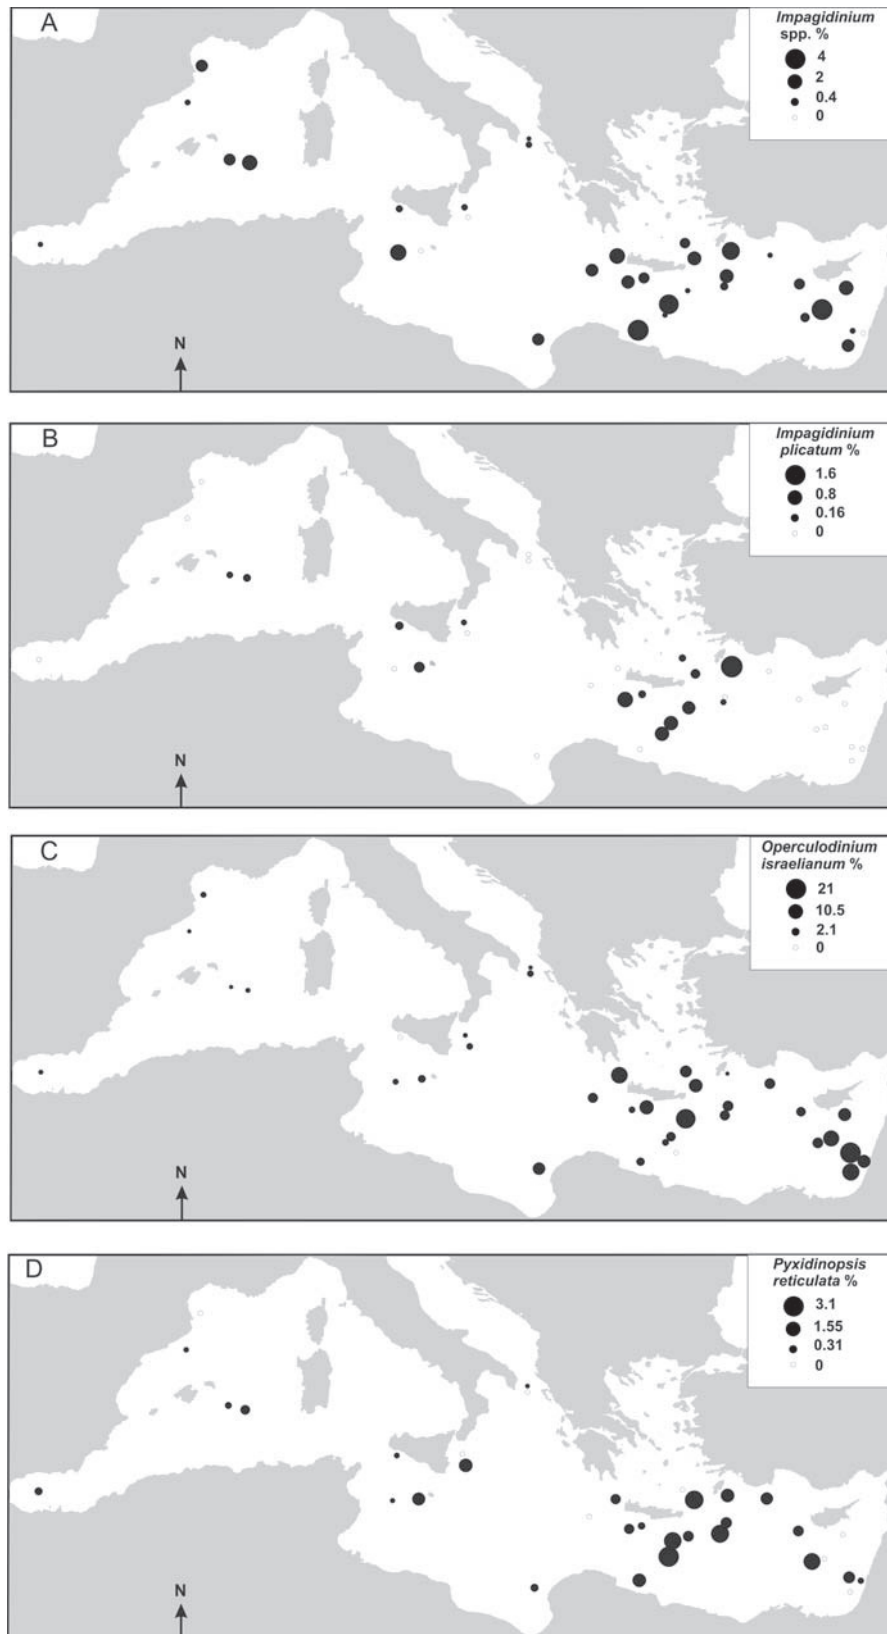 A
Impagidinium
spp. %
4
2
0.4
0
N
B
Impagidinium
plicatum %
1.6
0.8
0.16
0
N
C
Operculodinium
israelianum %
21
10.5
2.1
0
N
D
Pyxidinopsis
reticulata %
3.1
1.55
0.31
0
N